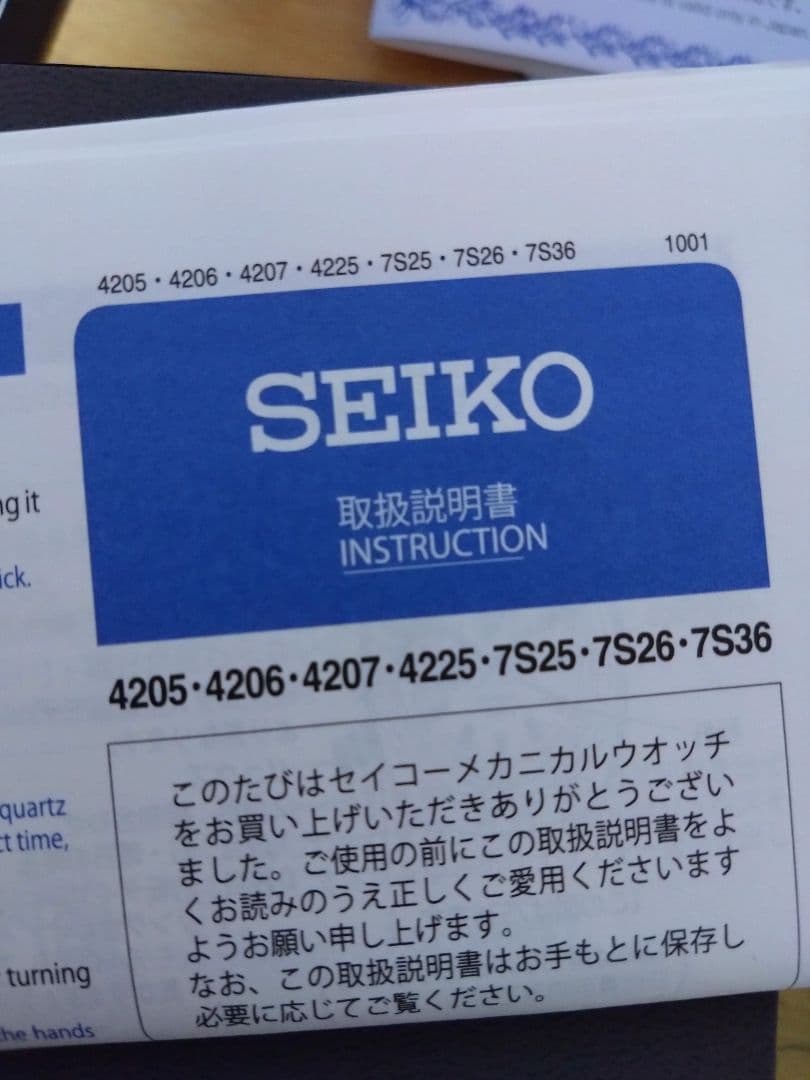 is valid only in Japan
4205・4206・4207・4225・7S25・7S26・7S36
1001
SEIKO
取扱説明書
INSTRUCTION
4205・4206・4207・4225・7S25・7S26・7S36
このたびはセイコーメカニカルウオッチ
をお買い上げいただきありがとうござい
ました。ご使用の前にこの取扱説明書をよ
くお読みのうえ正しくご愛用くださいます
ようお願い申し上げます。
なお、この取扱説明書はお手もとに保存し
必要に応じてご覧ください。
it
quartz
time,
turning
the hands